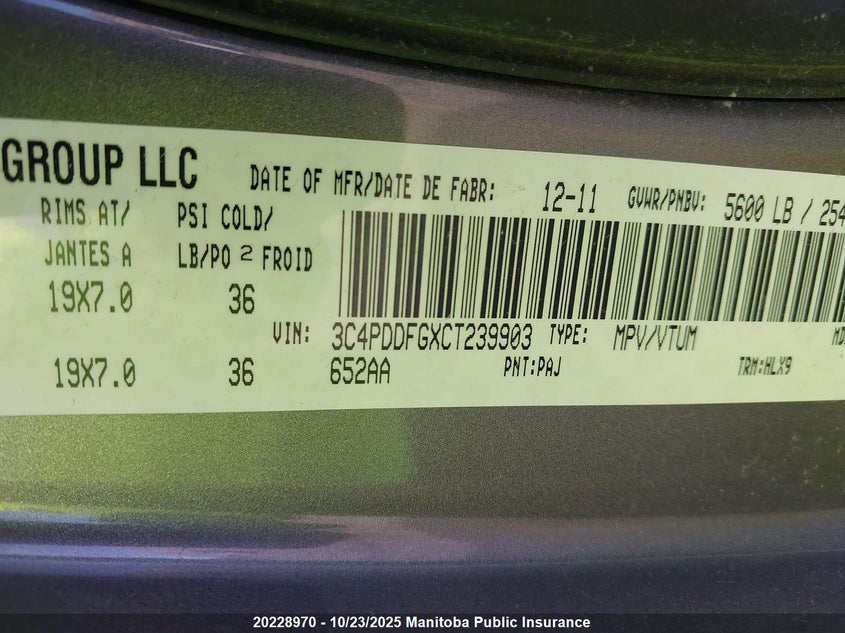 GROUP LLC DATE OF MFR/DATE DE FABR: 12-11 GVWR/PNBV: 5600 LB / 254
RIMS AT/ PSI COLD/
JANTES A LB/PO 2 FROID
19X7.0 36
VIN: 3C4PDDFGXCT239903 TYPE: MPV/VTUM MD
19X7.0 36 652AA PNT:PAJ TRM:HLX9
20228970 - 10/23/2025 Manitoba Public Insurance